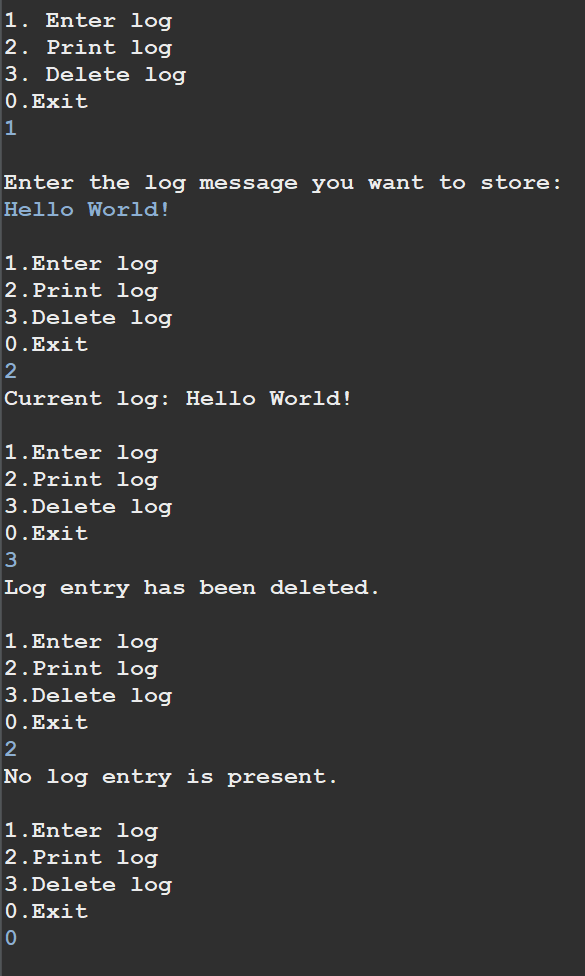 1. Enter log
2. Print log
3. Delete log
0.Exit
1
Enter the log message you want to store:
Hello World!
1.Enter log
2.Print log
3.Delete log
0.Exit
2
Current log: Hello World!
1.Enter log
2.Print log
3.Delete log
0.Exit
3
Log entry has been deleted.
1.Enter log
2.Print log
3.Delete log
0.Exit
2
No log entry is present.
1.Enter log
2.Print log
3.Delete log
0.Exit
0